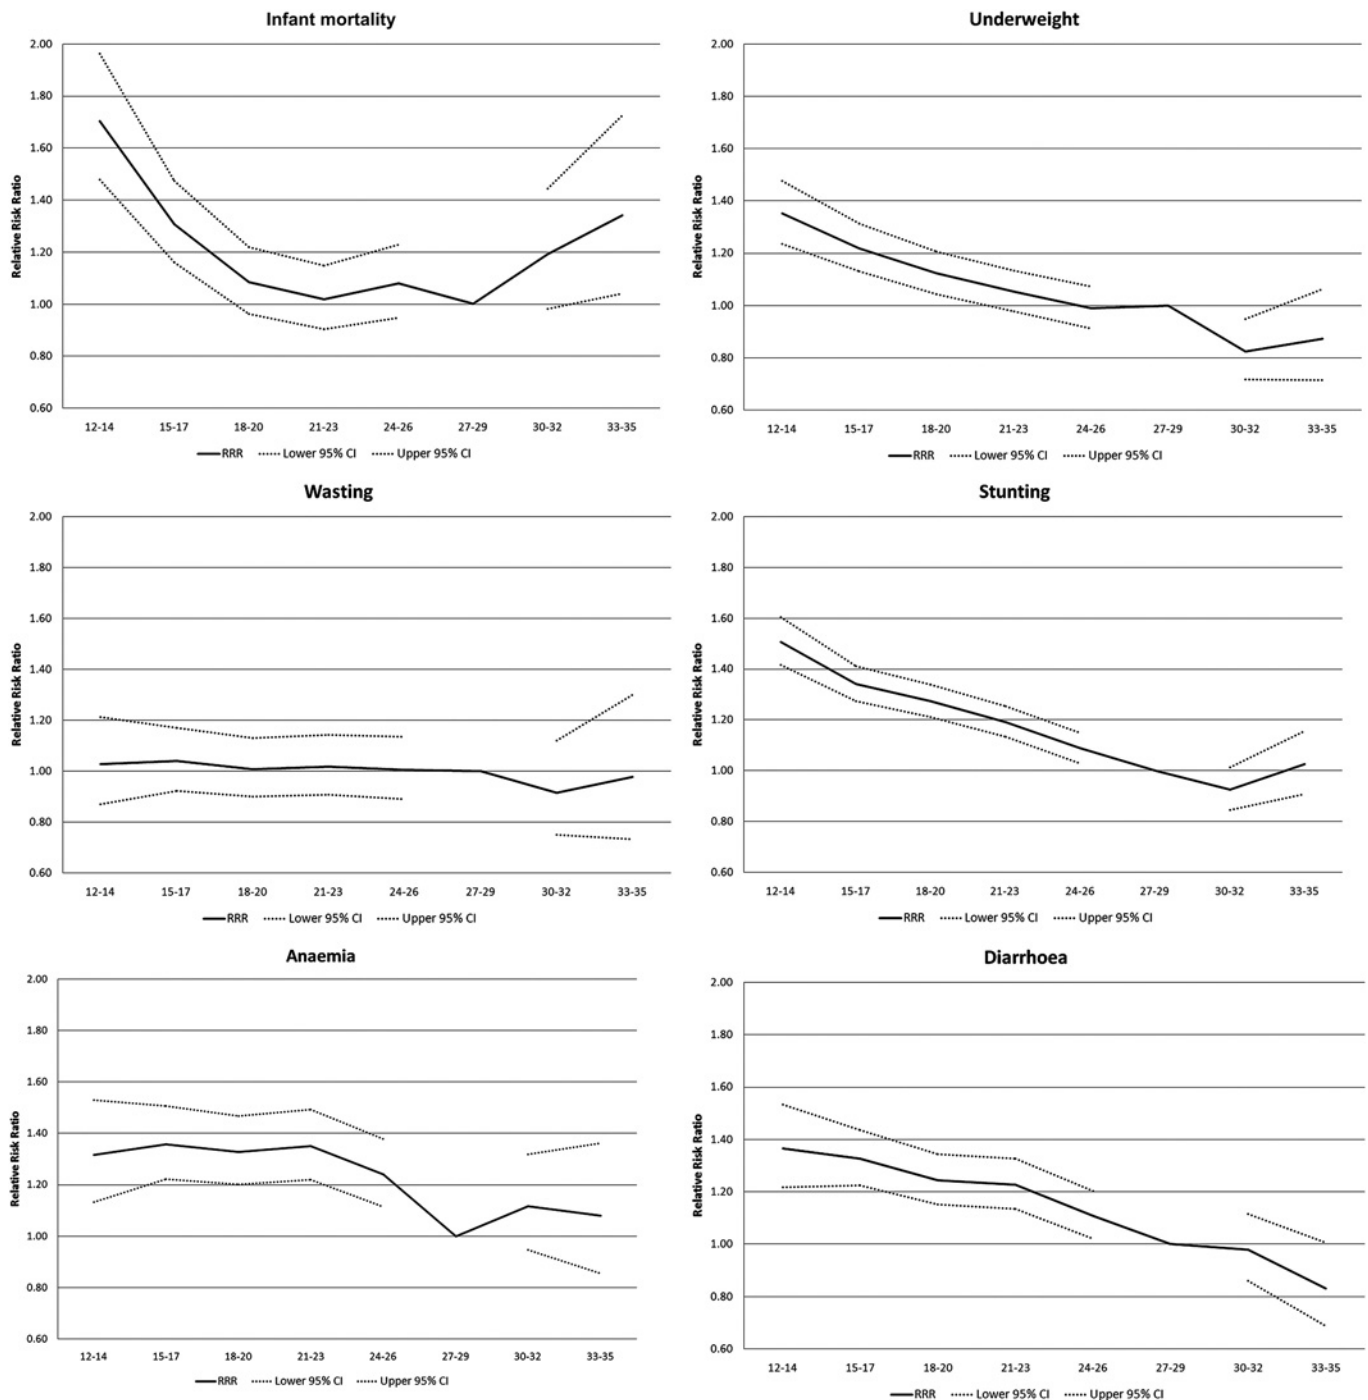 Infant mortality
2.00
1.80
1.60
1.40
1.20
1.00
0.80
0.60
Relative Risk Ratio
12-14 15-17 18-20 21-23 24-26 27-29 30-32 33-35
RRR Lower 95% CI Upper 95% CI
Underweight
2.00
1.80
1.60
1.40
1.20
1.00
0.80
0.60
Relative Risk Ratio
12-14 15-17 18-20 21-23 24-26 27-29 30-32 33-35
RRR Lower 95% CI Upper 95% CI
Wasting
2.00
1.80
1.60
1.40
1.20
1.00
0.80
0.60
Relative Risk Ratio
12-14 15-17 18-20 21-23 24-26 27-29 30-32 33-35
RRR Lower 95% CI Upper 95% CI
Stunting
2.00
1.80
1.60
1.40
1.20
1.00
0.80
0.60
Relative Risk Ratio
12-14 15-17 18-20 21-23 24-26 27-29 30-32 33-35
RRR Lower 95% CI Upper 95% CI
Anaemia
2.00
1.80
1.60
1.40
1.20
1.00
0.80
0.60
Relative Risk Ratio
12-14 15-17 18-20 21-23 24-26 27-29 30-32 33-35
RRR Lower 95% CI Upper 95% CI
Diarrhoea
2.00
1.80
1.60
1.40
1.20
1.00
0.80
0.60
Relative Risk Ratio
12-14 15-17 18-20 21-23 24-26 27-29 30-32 33-35
RRR Lower 95% CI Upper 95% CI